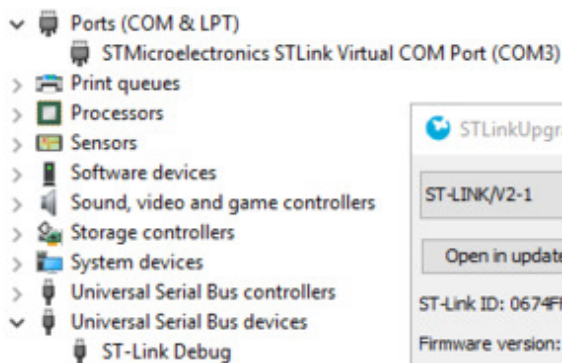 Ports (COM & LPT)
STMicroelectronics STLink Virtual COM Port (COM3)
Print queues
Processors
Sensors
Software devices
Sound, video and game controllers
Storage controllers
System devices
Universal Serial Bus controllers
Universal Serial Bus devices
ST-Link Debug
STLinkUpgr
ST-LINK/V2-1
Open in update
ST-Link ID: 0674F
Firmware version: